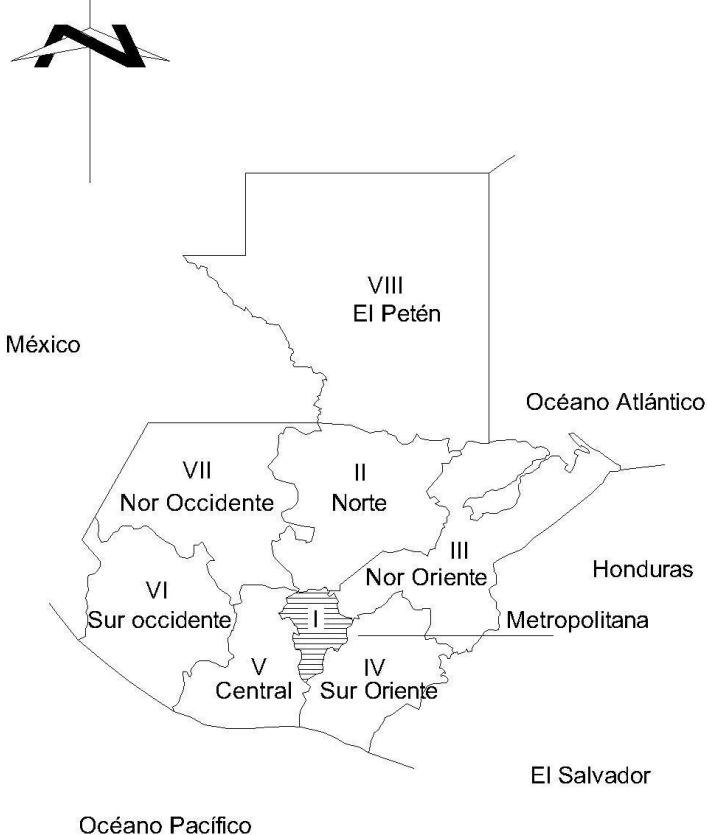 N
VIII
El Petén
México
Océano Atlántico
VII
Nor Occidente
II
Norte
III
Nor Oriente
Honduras
VI
Sur occidente
I
Metropolitana
V
Central
IV
Sur Oriente
El Salvador
Océano Pacífico